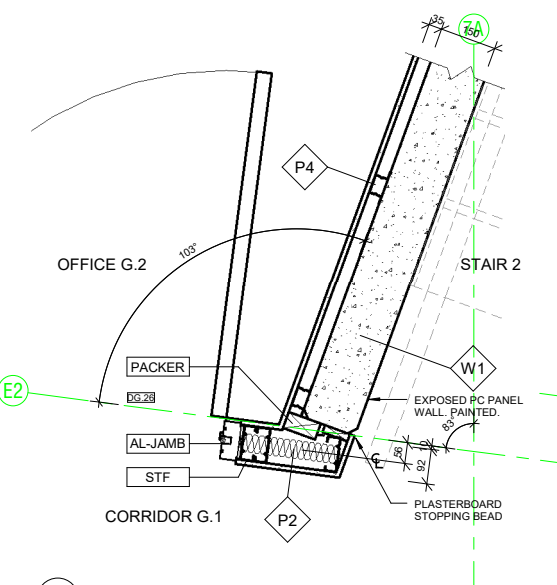 35
150
7A
P4
103°
OFFICE G.2
STAIR 2
W1
PACKER
E2
DG.26
EXPOSED PC PANEL
WALL. PAINTED.
83°
AL-JAMB
56
10
92
STF
PLASTERBOARD
STOPPING BEAD
CORRIDOR G.1
P2